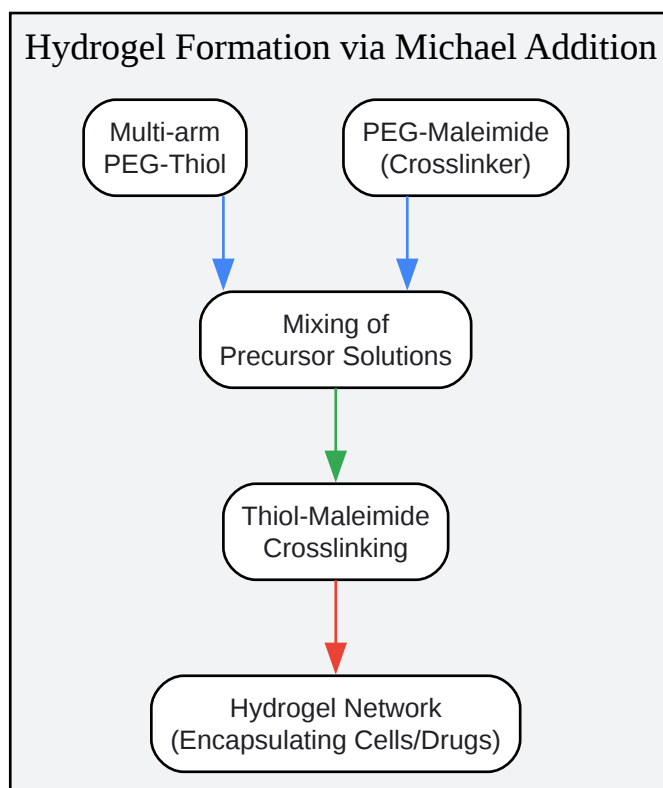 Hydrogel Formation via Michael Addition
Multi-arm
PEG-Thiol
PEG-Maleimide
(Crosslinker)
Mixing of
Precursor Solutions
Thiol-Maleimide
Crosslinking
Hydrogel Network
(Encapsulating Cells/Drugs)